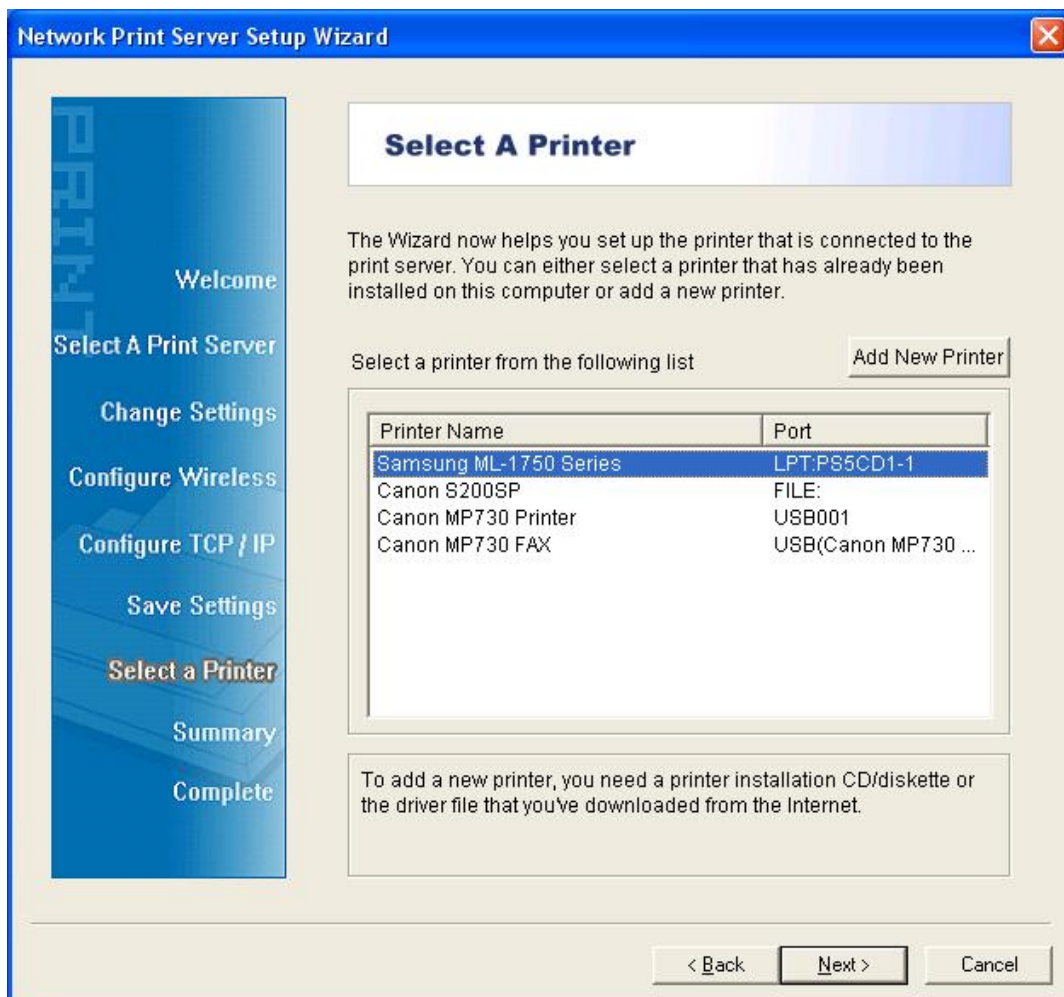 Network Print Server Setup Wizard
PRINT
Welcome
Select A Print Server
Change Settings
Configure Wireless
Configure TCP / IP
Save Settings
Select a Printer
Summary
Complete
Select A Printer
The Wizard now helps you set up the printer that is connected to the
print server. You can either select a printer that has already been
installed on this computer or add a new printer.
Select a printer from the following list
Add New Printer
Printer Name Port
Samsung ML-1750 Series LPT:PS5CD1-1
Canon S200SP FILE:
Canon MP730 Printer USB001
Canon MP730 FAX USB(Canon MP730 ...
To add a new printer, you need a printer installation CD/diskette or
the driver file that you've downloaded from the Internet.
< Back Next > Cancel